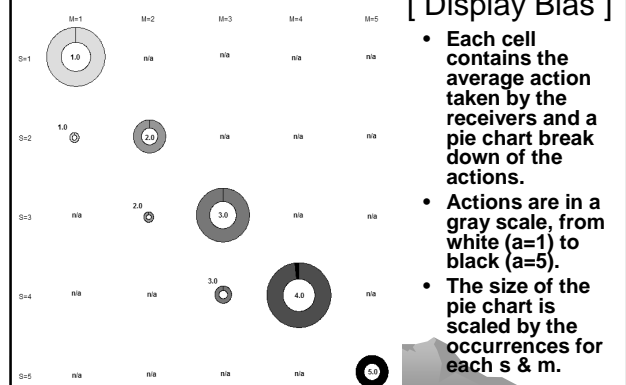 [ Display Bias ]
M=1 M=2 M=3 M=4 M=5
S=1 1.0 n/a n/a n/a n/a
S=2 1.0 2.0 n/a n/a n/a
S=3 n/a 2.0 3.0 n/a n/a
S=4 n/a n/a 3.0 4.0 n/a
S=5 n/a n/a n/a n/a 5.0
• Each cell
contains the
average action
taken by the
receivers and a
pie chart break
down of the
actions.
• Actions are in a
gray scale, from
white (a=1) to
black (a=5).
• The size of the
pie chart is
scaled by the
occurrences for
each s & m.